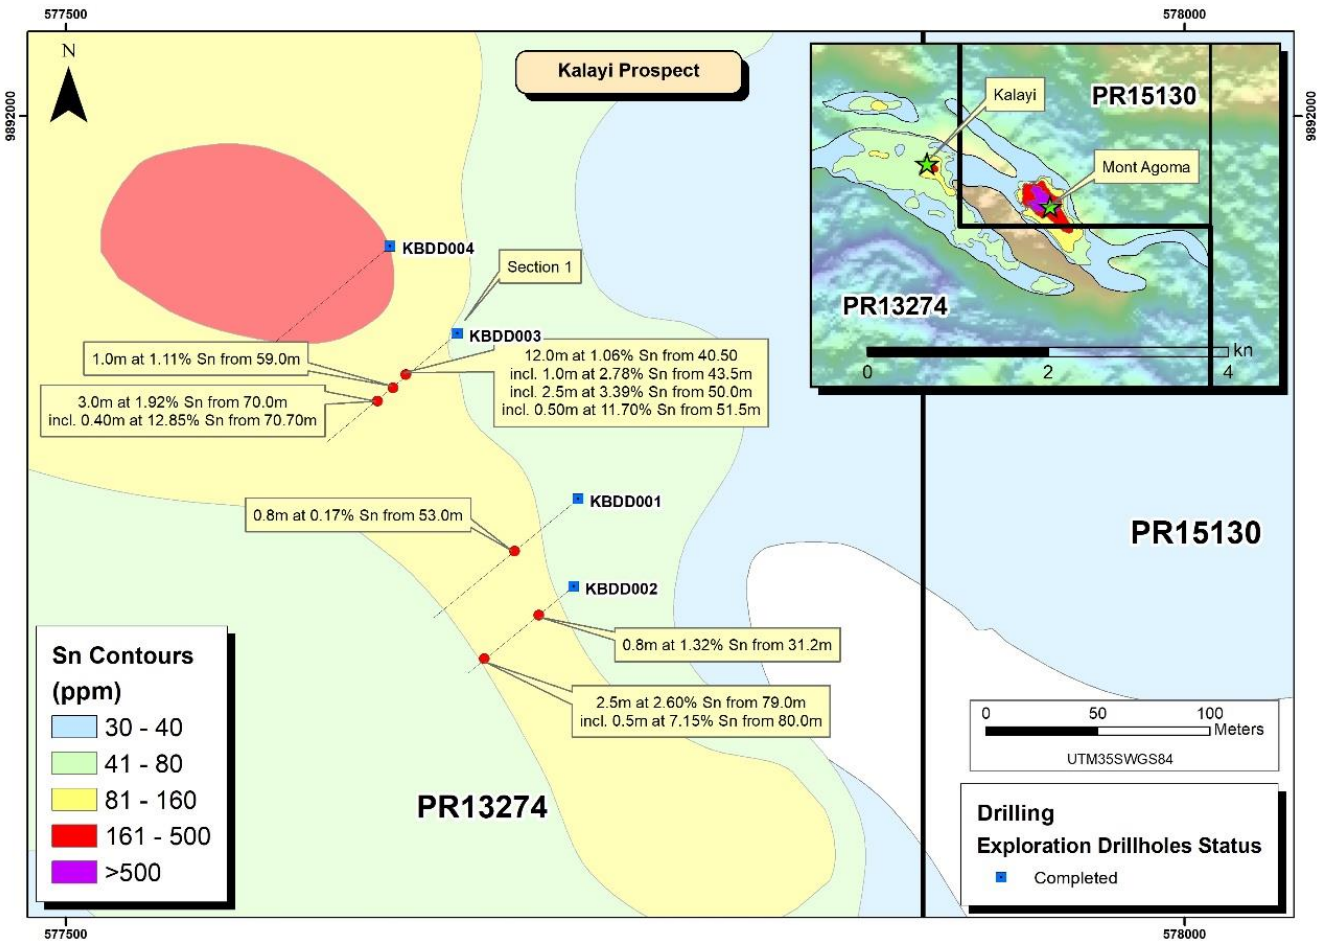 577500
578000
N
Kalayi Prospect
9892000
9892000
Kalayi
PR15130
Mont Agoma
PR13274
kn
0
2
4
KBDD004
Section 1
KBDD003
1.0m at 1.11% Sn from 59.0m
12.0m at 1.06% Sn from 40.50
incl. 1.0m at 2.78% Sn from 43.5m
incl. 2.5m at 3.39% Sn from 50.0m
incl. 0.50m at 11.70% Sn from 51.5m
3.0m at 1.92% Sn from 70.0m
incl. 0.40m at 12.85% Sn from 70.70m
KBDD001
0.8m at 0.17% Sn from 53.0m
PR15130
KBDD002
0.8m at 1.32% Sn from 31.2m
2.5m at 2.60% Sn from 79.0m
incl. 0.5m at 7.15% Sn from 80.0m
PR13274
Sn Contours
(ppm)
30 - 40
41 - 80
81 - 160
161 - 500
>500
0
50
100
Meters
UTM35SWGS84
Drilling
Exploration Drillholes Status
Completed
577500
578000